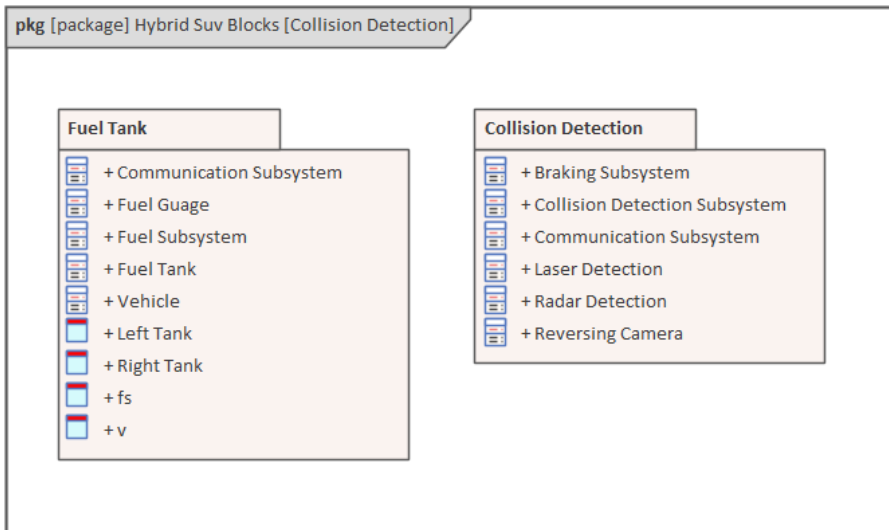 pkg [package] Hybrid Suv Blocks [Collision Detection]
Fuel Tank
+ Communication Subsystem
+ Fuel Guage
+ Fuel Subsystem
+ Fuel Tank
+ Vehicle
+ Left Tank
+ Right Tank
+ fs
+ v
Collision Detection
+ Braking Subsystem
+ Collision Detection Subsystem
+ Communication Subsystem
+ Laser Detection
+ Radar Detection
+ Reversing Camera